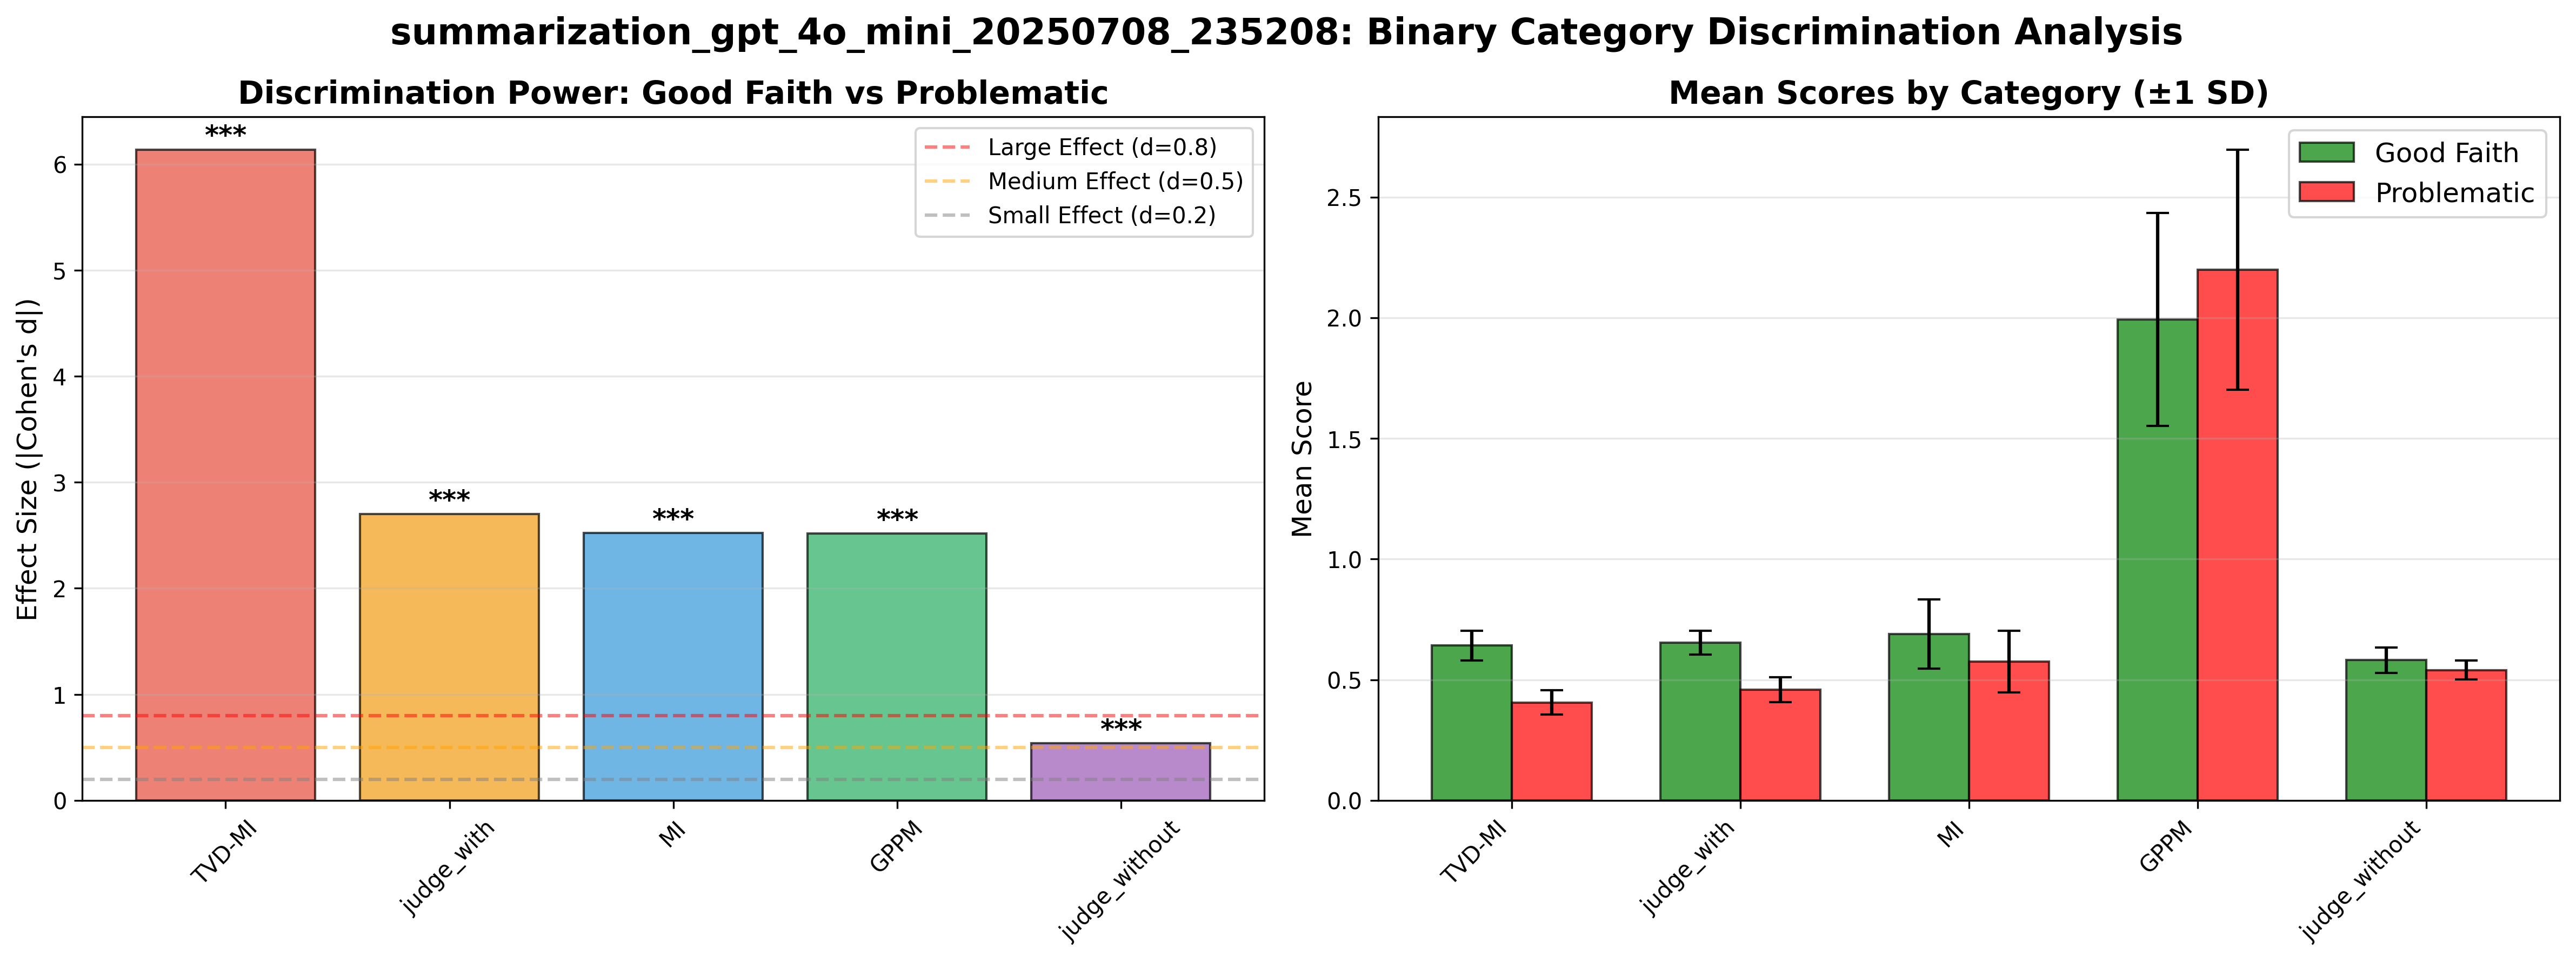 summarization_gpt_4o_mini_20250708_235208: Binary Category Discrimination Analysis
Discrimination Power: Good Faith vs Problematic
Effect Size (|Cohen's d|)
6
5
4
3
2
1
0
***
***
***
***
***
Large Effect (d=0.8)
Medium Effect (d=0.5)
Small Effect (d=0.2)
TVD-MI
judge_with
MI
GPPM
judge_without
Mean Scores by Category (±1 SD)
Mean Score
2.5
2.0
1.5
1.0
0.5
0.0
Good Faith
Problematic
TVD-MI
judge_with
MI
GPPM
judge_without